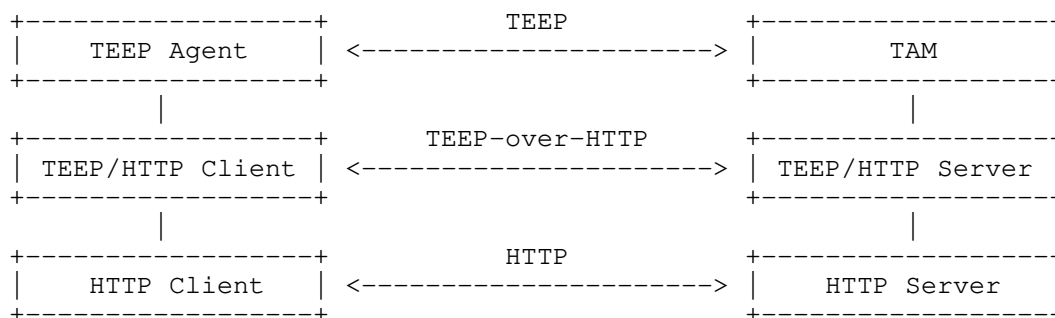 TEEP
TEEP Agent TAM
TEEP-over-HTTP
TEEP/HTTP Client TEEP/HTTP Server
HTTP
HTTP Client HTTP Server